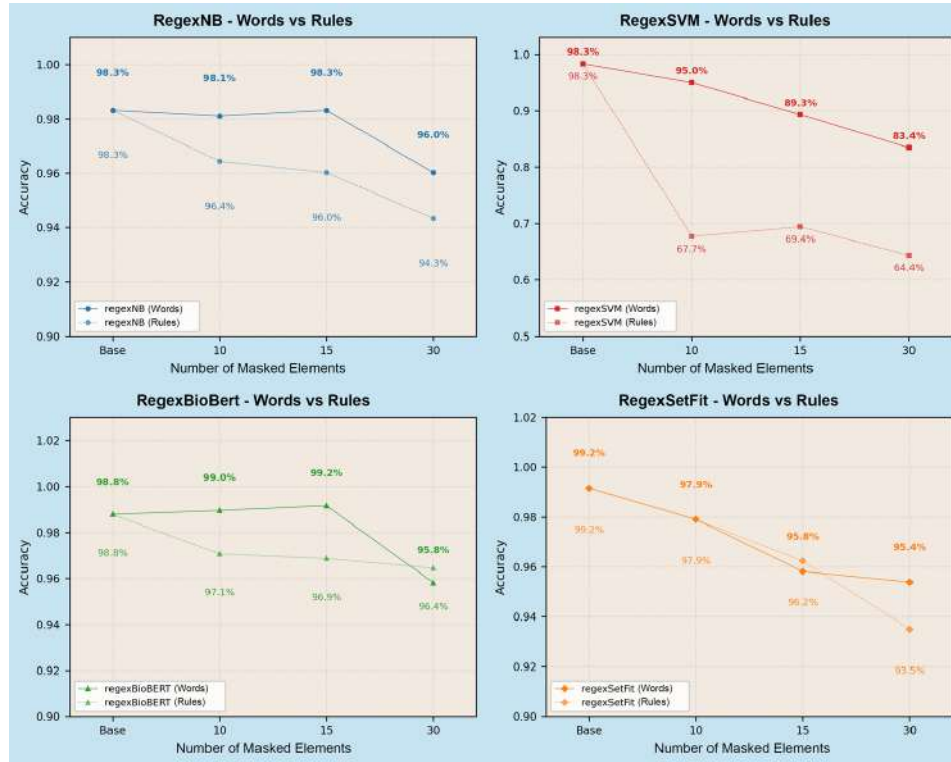 RegexNB - Words vs Rules
1.00
0.98
0.96
0.94
0.92
0.90
Accuracy
98.3%
98.1%
98.3%
96.0%
98.3%
96.4%
96.0%
94.3%
regexNB (Words)
regexNB (Rules)
Base
10
15
30
Number of Masked Elements
RegexSVM - Words vs Rules
1.0
0.9
0.8
0.7
0.6
0.5
Accuracy
98.3%
95.0%
89.3%
83.4%
98.3%
67.7%
69.4%
64.4%
regexSVM (Words)
regexSVM (Rules)
Base
10
15
30
Number of Masked Elements
RegexBioBert - Words vs Rules
1.02
1.00
0.98
0.96
0.94
0.92
0.90
Accuracy
98.8%
99.0%
99.2%
95.8%
98.8%
97.1%
96.9%
96.4%
regexBioBERT (Words)
regexBioBERT (Rules)
Base
10
15
30
Number of Masked Elements
RegexSetFit - Words vs Rules
1.02
1.00
0.98
0.96
0.94
0.92
0.90
Accuracy
99.2%
97.9%
95.8%
95.4%
99.2%
97.9%
96.2%
93.5%
regexSetFit (Words)
regexSetFit (Rules)
Base
10
15
30
Number of Masked Elements